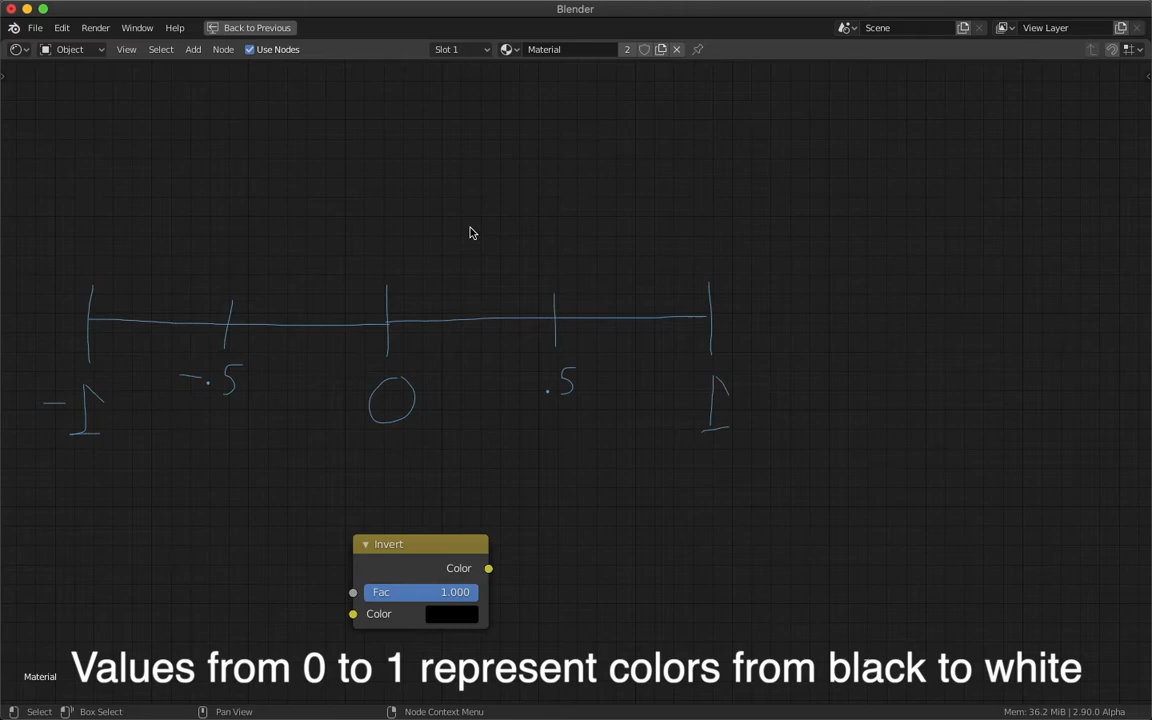 Blender
File Edit Render Window Help Back to Previous Scene View Layer
Object View Select Add Node Use Nodes Slot 1 Material 2
-1 -.5 0 .5 1
Invert
Color
Fac 1.000
Color
Values from 0 to 1 represent colors from black to white
Material
Select Box Select Pan View Node Context Menu Mem: 36.2 MiB | 2.90.0 Alpha